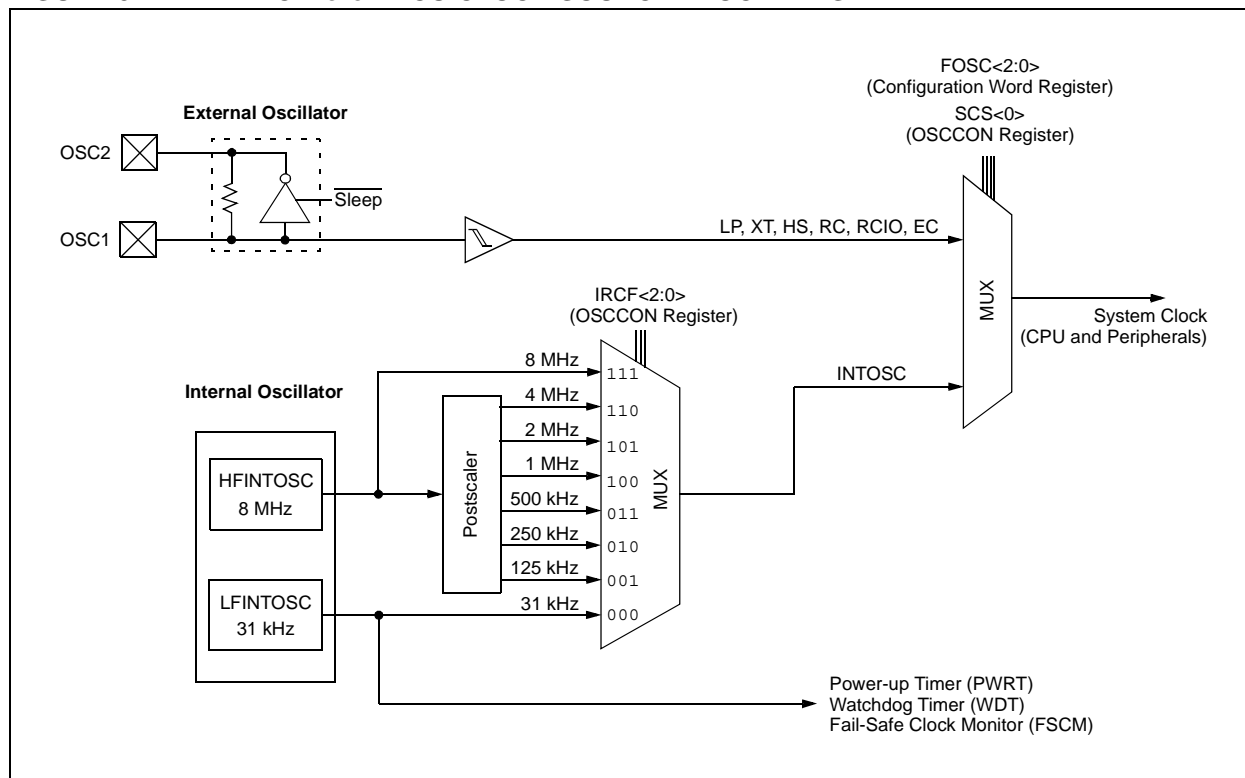 FOSC<2:0>
(Configuration Word Register)
SCS<0>
(OSCCON Register)
External Oscillator
OSC2
Sleep
OSC1
LP, XT, HS, RC, RCIO, EC
MUX
System Clock
(CPU and Peripherals)
IRCF<2:0>
(OSCCON Register)
INTOSC
Internal Oscillator
HFINTOSC
8 MHz
LFINTOSC
31 kHz
Postscaler
8 MHz
4 MHz
2 MHz
1 MHz
500 kHz
250 kHz
125 kHz
31 kHz
111
110
101
100
011
010
001
000
MUX
Power-up Timer (PWRT)
Watchdog Timer (WDT)
Fail-Safe Clock Monitor (FSCM)